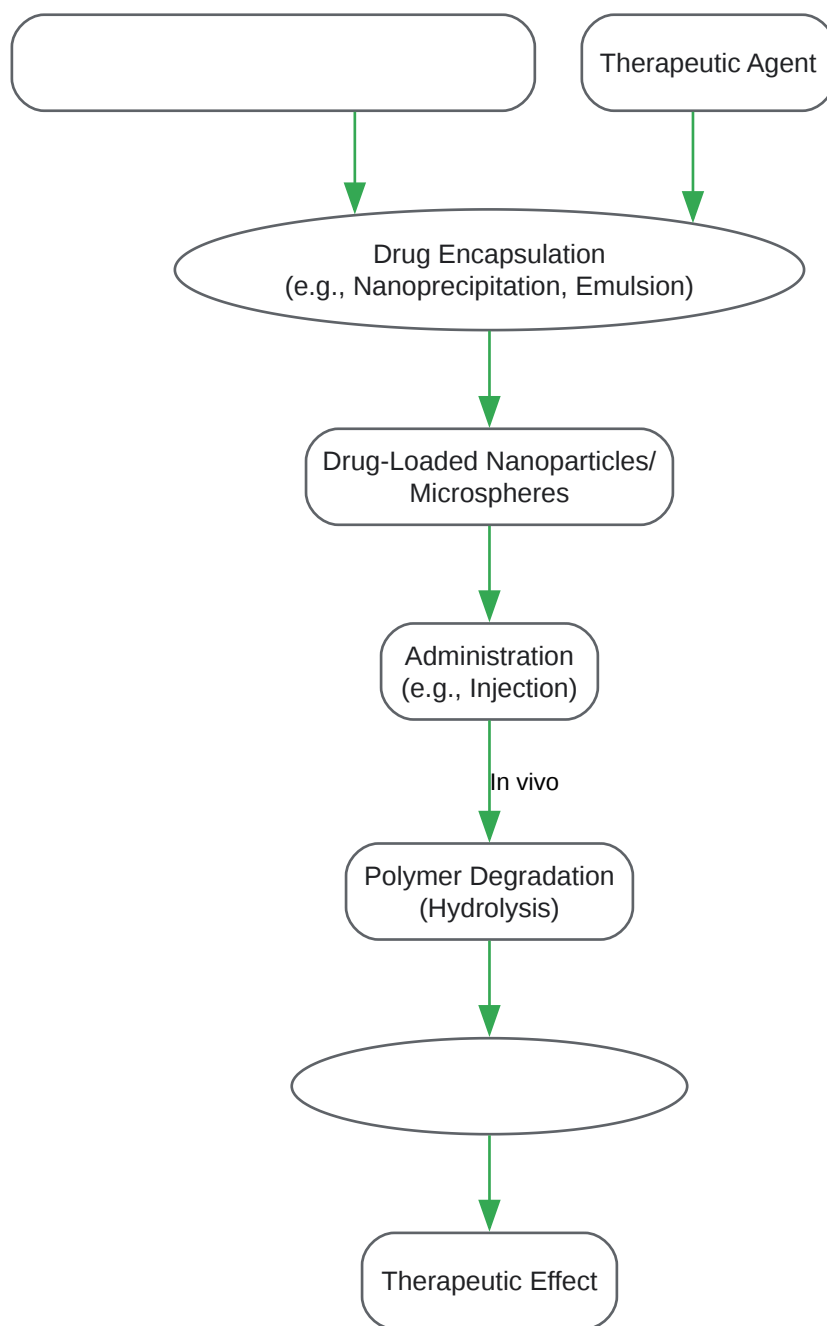 Therapeutic Agent
Drug Encapsulation
(e.g., Nanoprecipitation, Emulsion)
Drug-Loaded Nanoparticles/
Microspheres
Administration
(e.g., Injection)
In vivo
Polymer Degradation
(Hydrolysis)
Therapeutic Effect